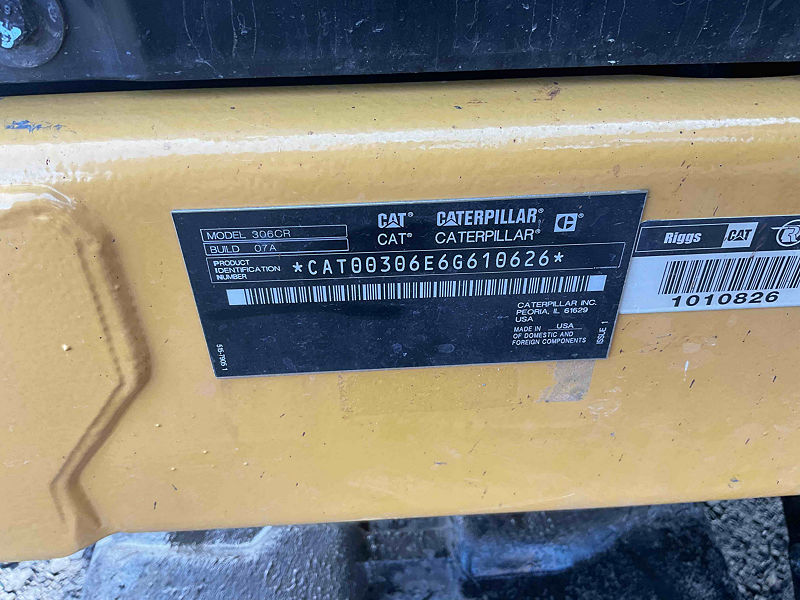 CAT® CATERPILLAR® C®
CAT® CATERPILLAR®
MODEL 306CR
BUILD 07A
PRODUCT IDENTIFICATION NUMBER
*CAT00306E6G610626*
CATERPILLAR INC.
PEORIA, IL 61629
USA
MADE IN USA
OF DOMESTIC AND
FOREIGN COMPONENTS
ISSUE 1
Riggs CAT R
1010826